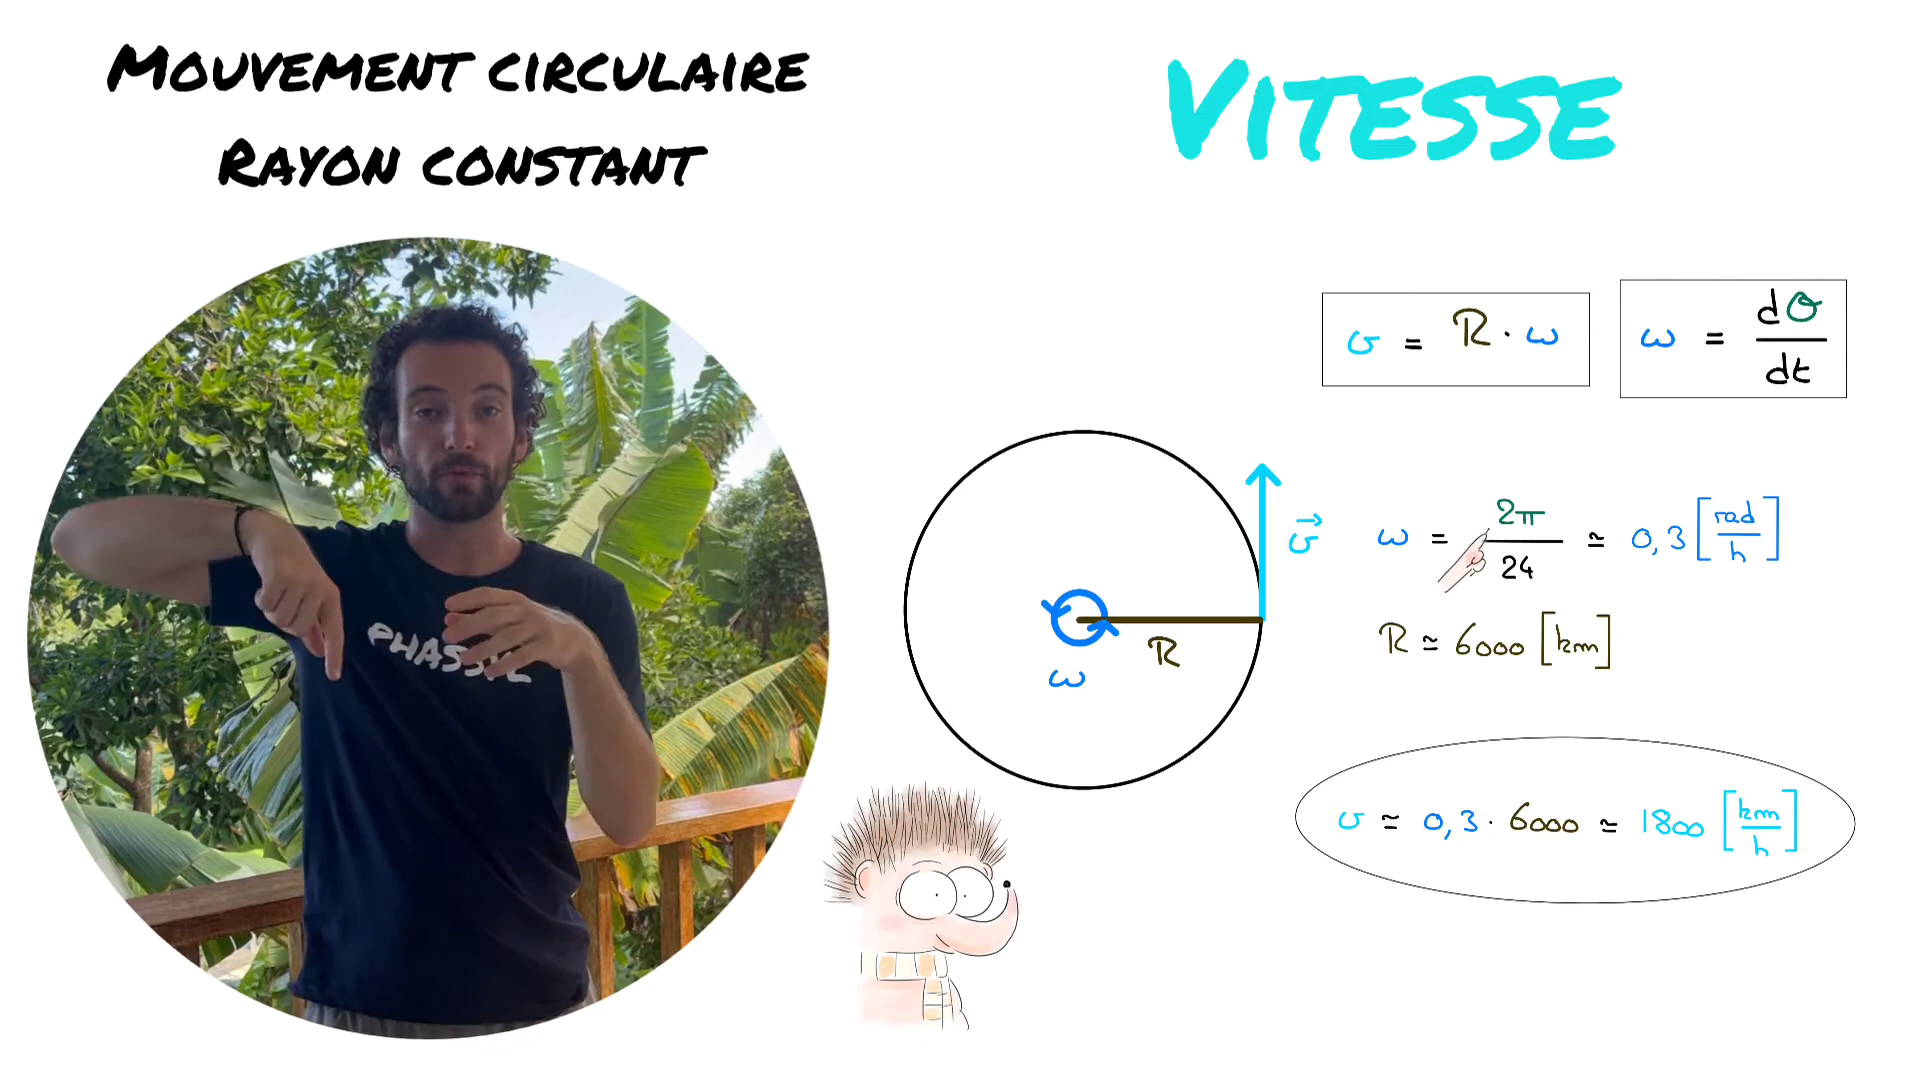 MOUVEMENT CIRCULAIRE
RAYON CONSTANT
VITESSE
v = R · ω
ω = dθ/dt
v⃗
ω = 2π/24 ≃ 0,3 [rad/h]
R
ω
R ≃ 6000 [km]
v ≃ 0,3 · 6000 ≃ 1800 [km/h]